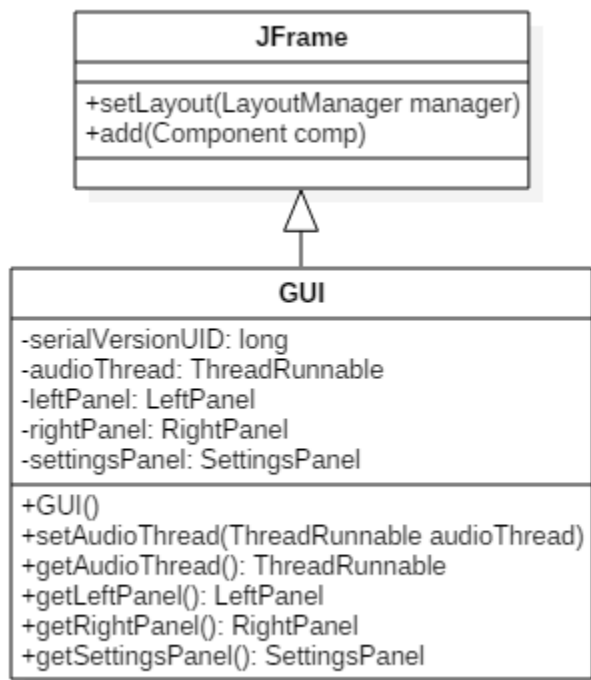 JFrame
+setLayout(LayoutManager manager)
+add(Component comp)
GUI
-serialVersionUID: long
-audioThread: ThreadRunnable
-leftPanel: LeftPanel
-rightPanel: RightPanel
-settingsPanel: SettingsPanel
+GUI()
+setAudioThread(ThreadRunnable audioThread)
+getAudioThread(): ThreadRunnable
+getLeftPanel(): LeftPanel
+getRightPanel(): RightPanel
+getSettingsPanel(): SettingsPanel